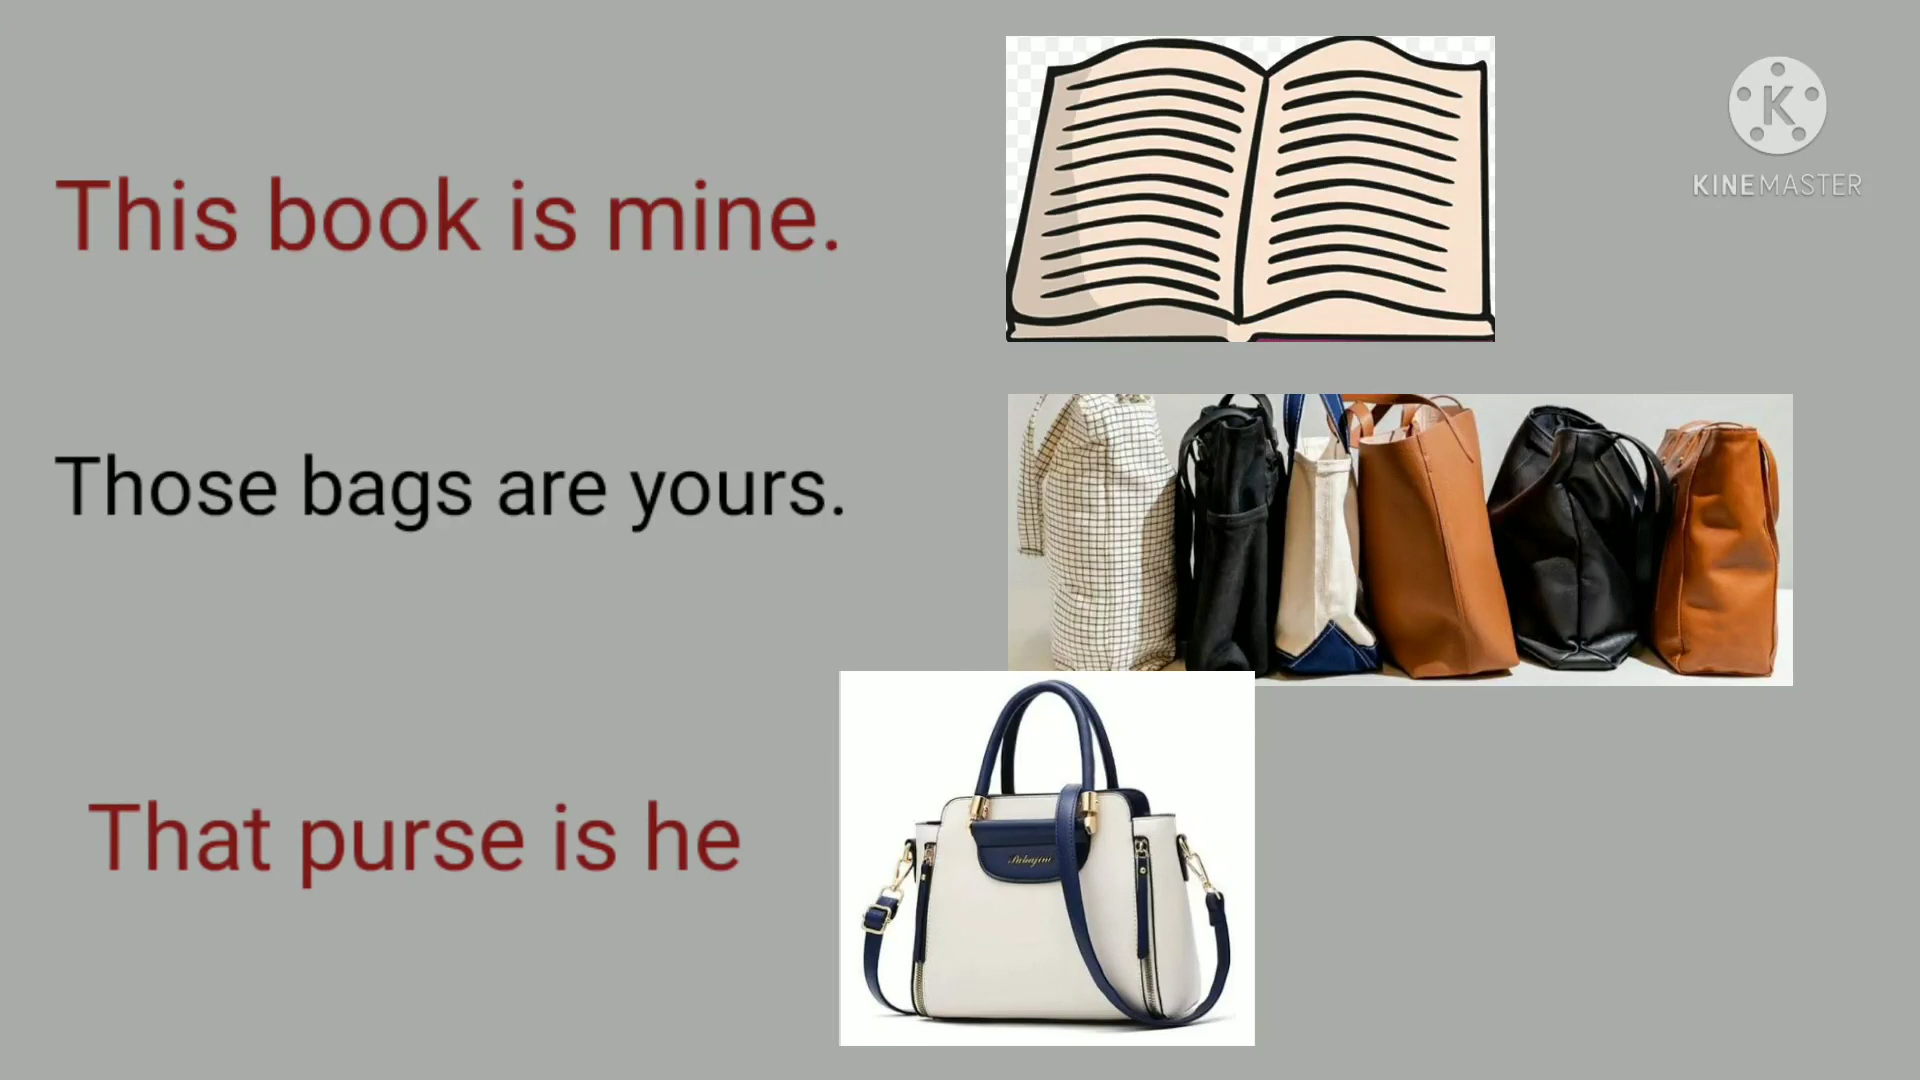 This book is mine.
KINEMASTER
Those bags are yours.
That purse is he